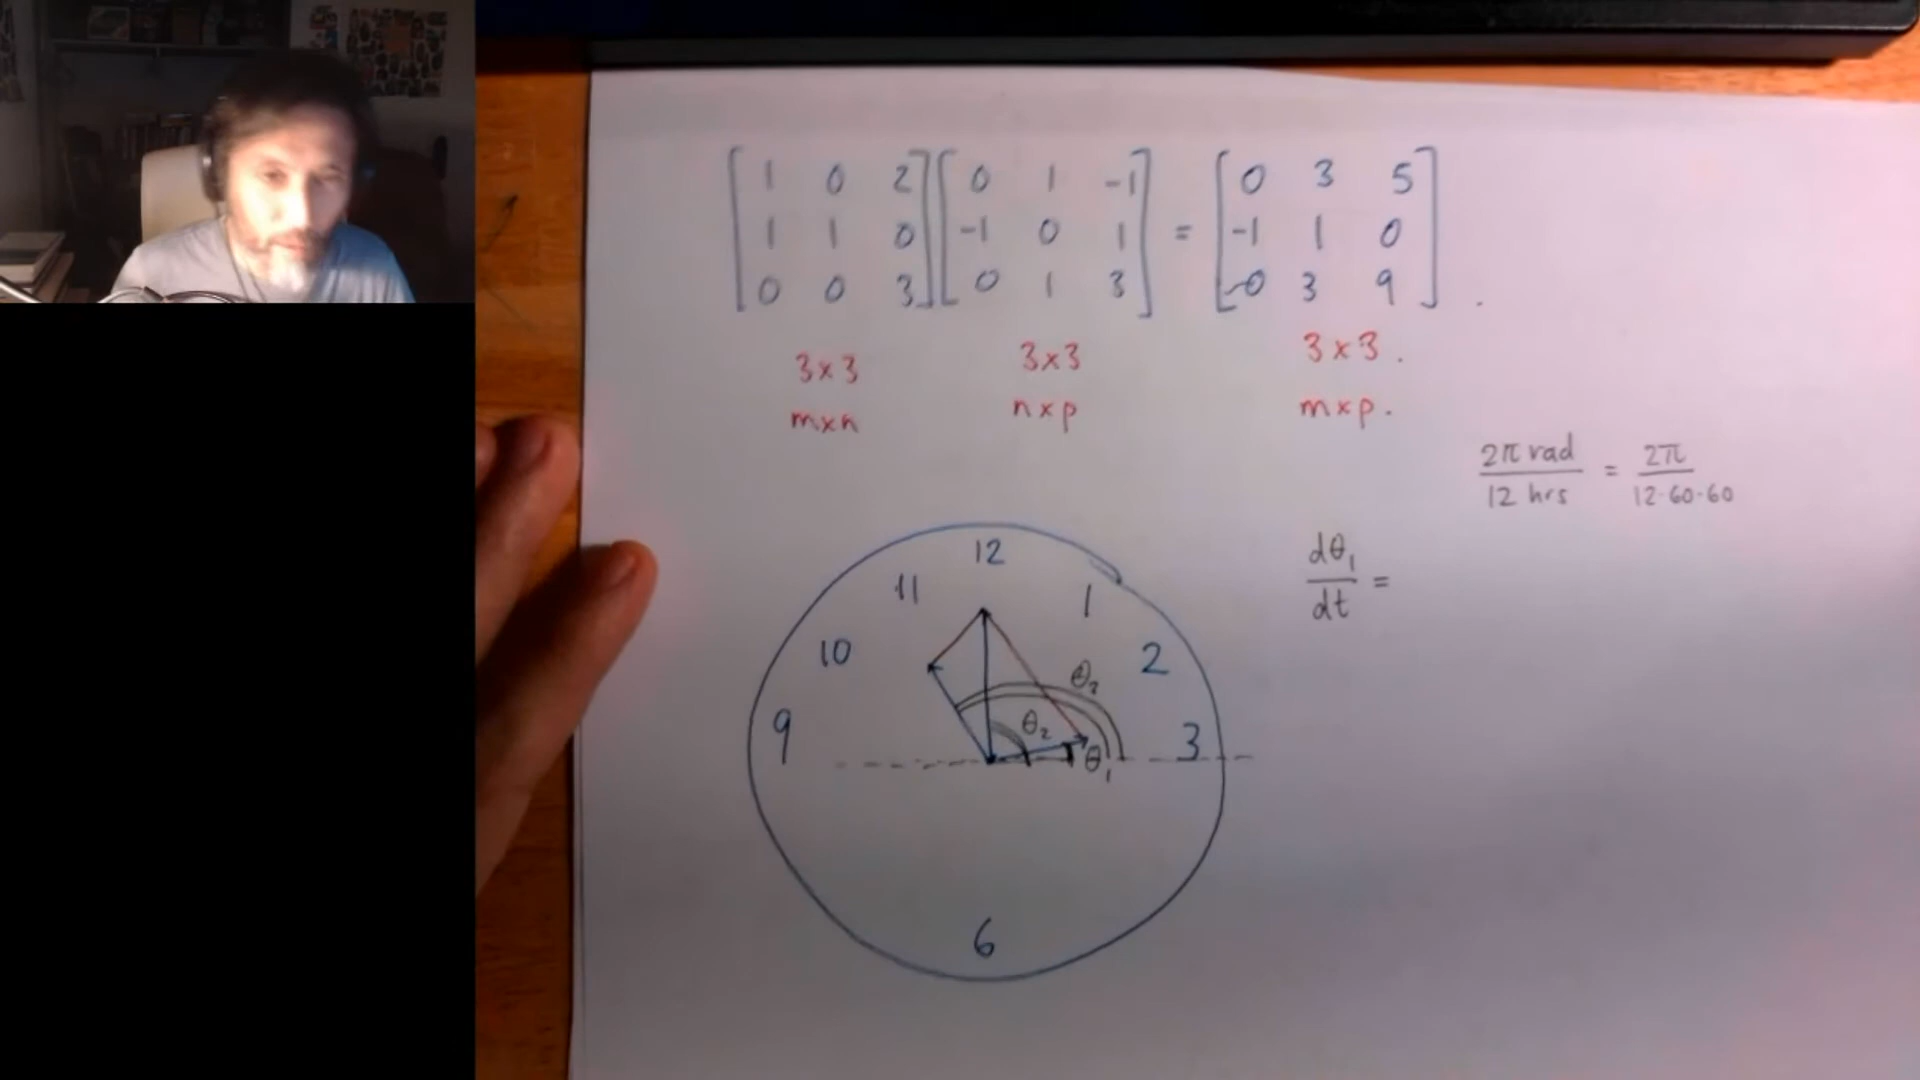 [1 0 2] [0 1 -1] = [0 3 5]
[1 1 0] [-1 0 1] = [-1 1 0]
[0 0 3] [0 1 3] = [-0 3 9] .
3x3 3x3 3x3 .
mxn nxp mxp .
2π rad / 12 hrs = 2π / 12·60·60
dθ₁ / dt =
12
11 1
10 2
θ₂
θ₂
9 3
θ₁
6